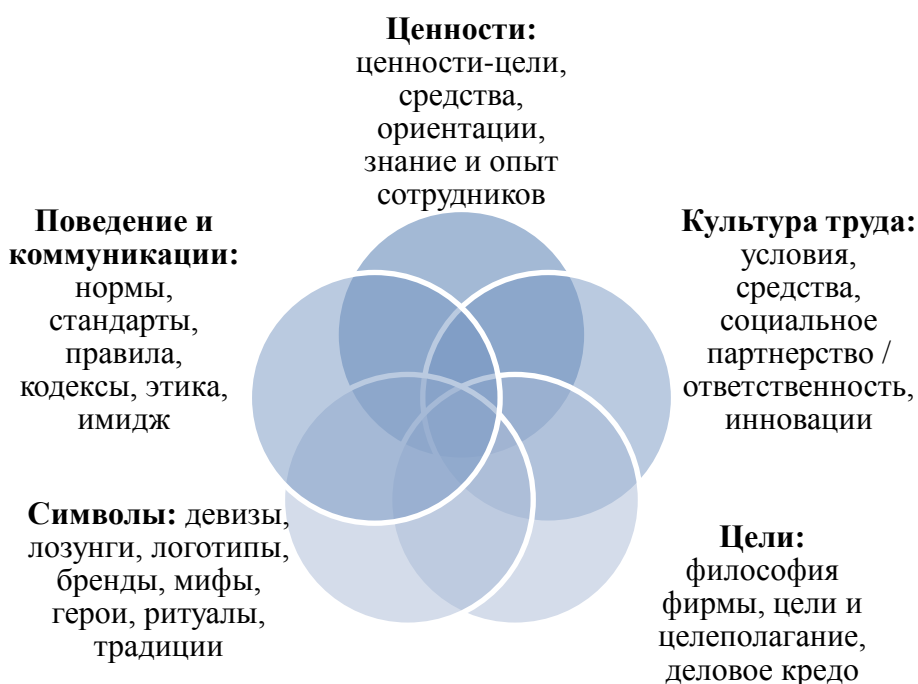 Ценности:
ценности-цели,
средства,
ориентации,
знание и опыт
сотрудников
Культура труда:
условия,
средства,
социальное
партнерство /
ответственность,
инновации
Цели:
философия
фирмы, цели и
целеполагание,
деловое кредо
Символы: девизы,
лозунги, логотипы,
бренды, мифы,
герои, ритуалы,
традиции
Поведение и
коммуникации:
нормы,
стандарты,
правила,
кодексы, этика,
имидж